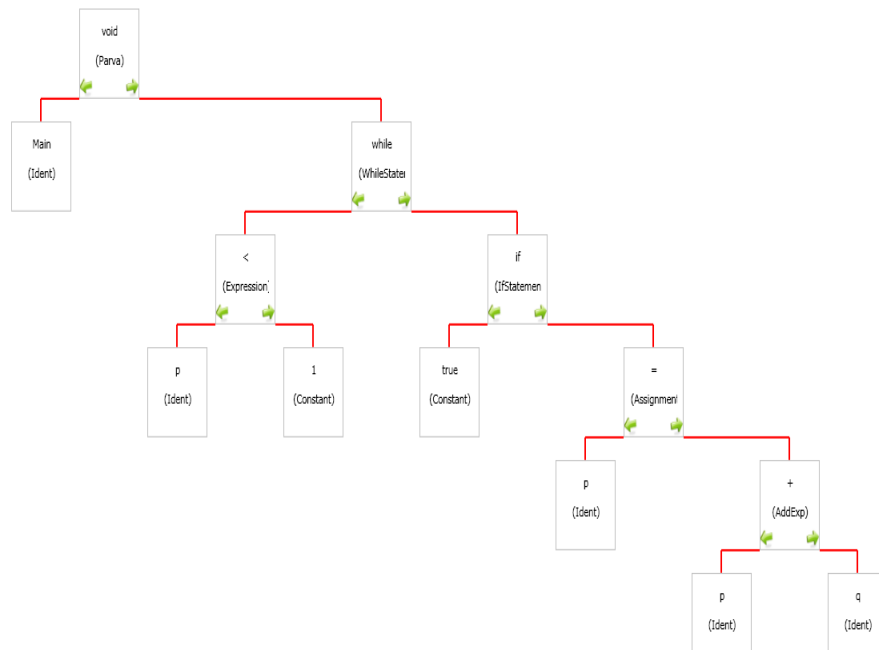 void
(Parva)
Main
(Ident)
while
(WhileStater
<
(Expression)
if
(IfStatemen
p
(Ident)
1
(Constant)
true
(Constant)
=
(Assignment
p
(Ident)
+
(AddExp)
p
(Ident)
q
(Ident)